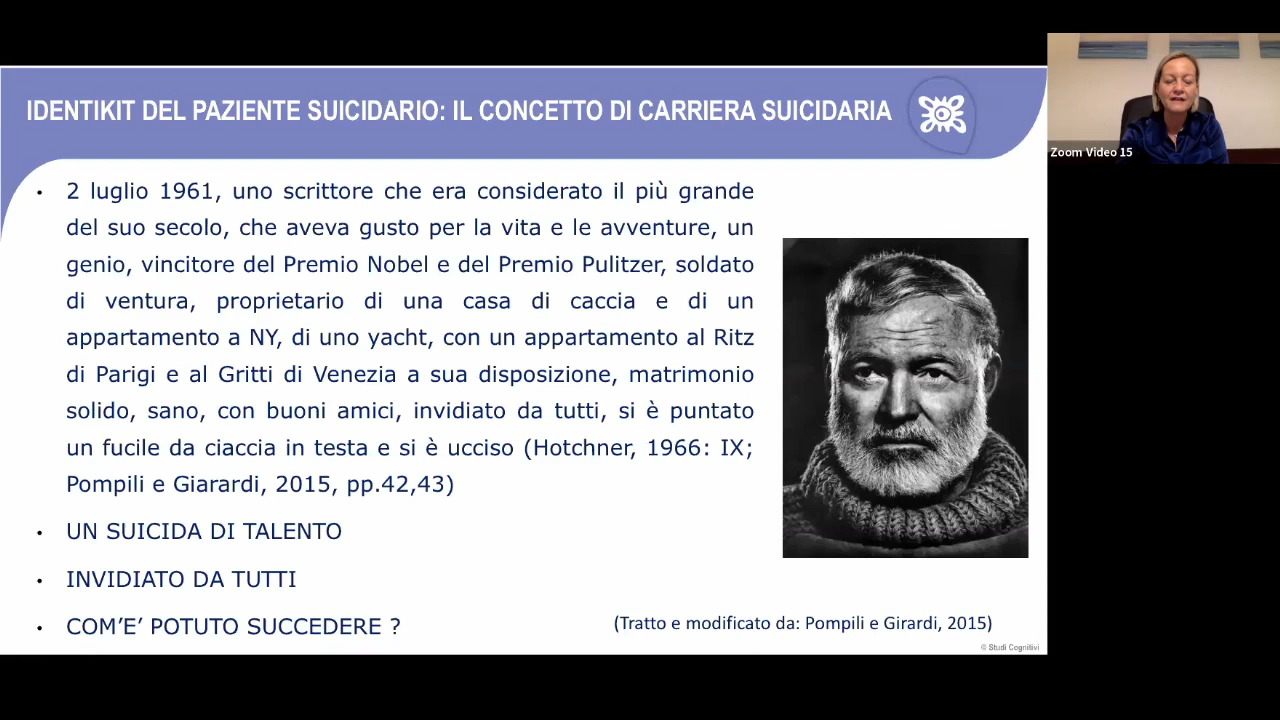 IDENTIKIT DEL PAZIENTE SUICIDARIO: IL CONCETTO DI CARRIERA SUICIDARIA
• 2 luglio 1961, uno scrittore che era considerato il più grande
del suo secolo, che aveva gusto per la vita e le avventure, un
genio, vincitore del Premio Nobel e del Premio Pulitzer, soldato
di ventura, proprietario di una casa di caccia e di un
appartamento a NY, di uno yacht, con un appartamento al Ritz
di Parigi e al Gritti di Venezia a sua disposizione, matrimonio
solido, sano, con buoni amici, invidiato da tutti, si è puntato
un fucile da ciaccia in testa e si è ucciso (Hotchner, 1966: IX;
Pompili e Giarardi, 2015, pp.42,43)
• UN SUICIDA DI TALENTO
• INVIDIATO DA TUTTI
• COM'E' POTUTO SUCCEDERE ?
(Tratto e modificato da: Pompili e Girardi, 2015)
© Studi Cognitivi
Zoom Video 15